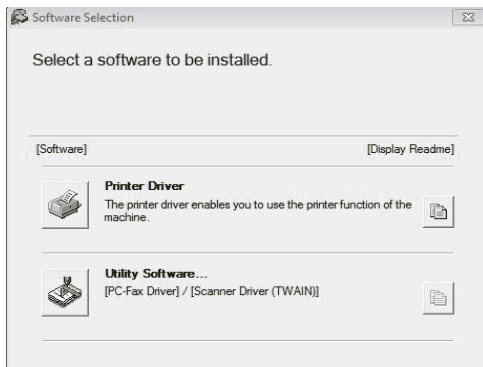 Software Selection
Select a software to be installed.
[Software] [Display Readme]
Printer Driver
The printer driver enables you to use the printer function of the
machine.
Utility Software...
[PC-Fax Driver] / [Scanner Driver (TWAIN)]